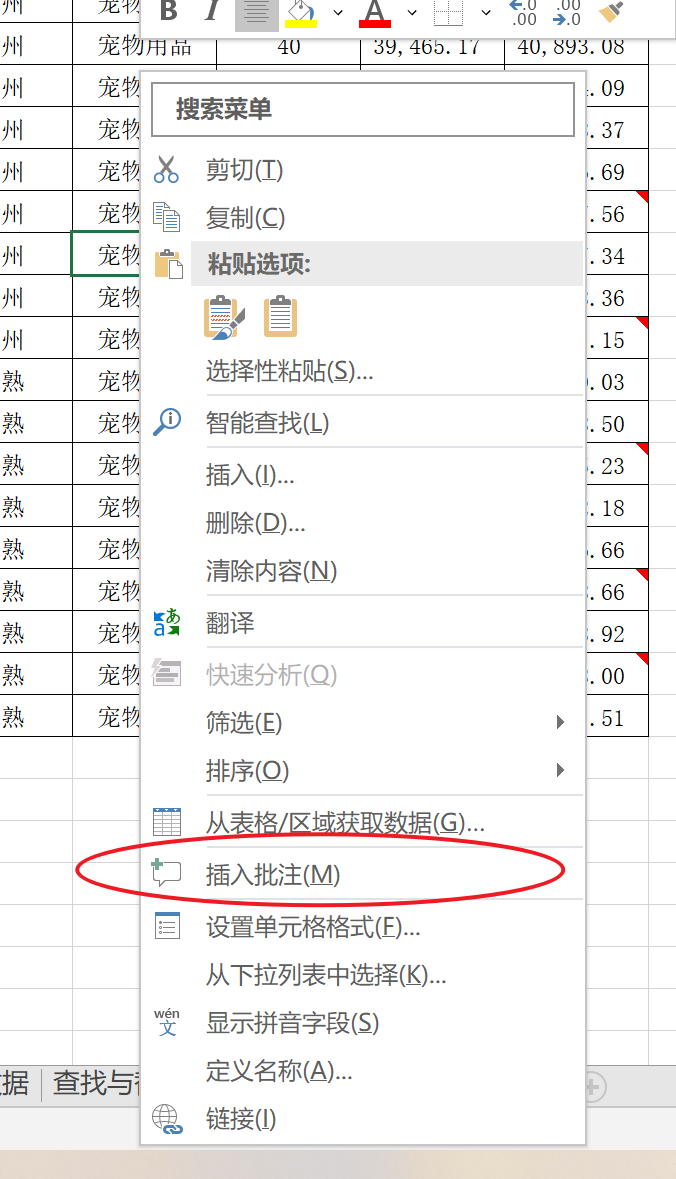 州
B I A ←.0 .00 .00 →.0
州 宠物用品 40 39,465.17 40,893.08
州 宠物 .09
州 宠物 .37
州 宠物 .69
州 宠物 .56
州 宠物 .34
州 宠物 .36
州 宠物 .15
熟 宠物 .03
熟 宠物 .50
熟 宠物 .23
熟 宠物 .18
熟 宠物 .66
熟 宠物 .66
熟 宠物 .92
熟 宠物 .00
熟 宠物 .51
搜索菜单
剪切(T)
复制(C)
粘贴选项:
选择性粘贴(S)...
智能查找(L)
插入(I)...
删除(D)...
清除内容(N)
あa 翻译
快速分析(Q)
筛选(E)
排序(O)
从表格/区域获取数据(G)...
插入批注(M)
设置单元格格式(F)...
从下拉列表中选择(K)...
wén文 显示拼音字段(S)
定义名称(A)...
链接(I)
据 查找与